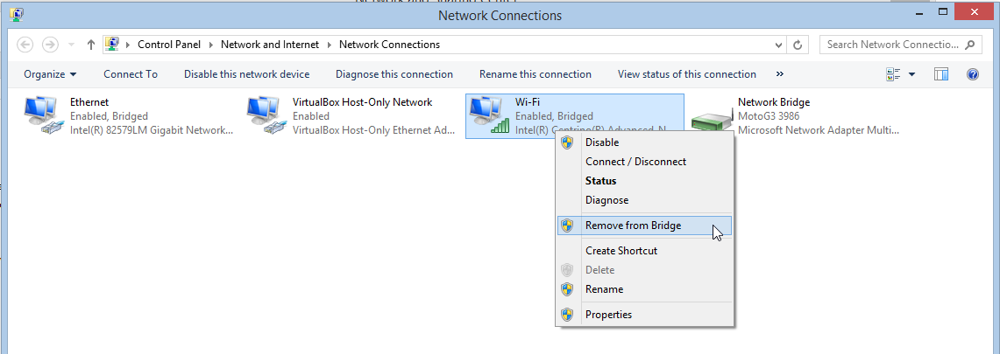 Network Connections
Control Panel Network and Internet Network Connections
Search Network Connectio...
Organize Connect To Disable this network device Diagnose this connection Rename this connection View status of this connection »
Ethernet
Enabled, Bridged
Intel(R) 82579LM Gigabit Network...
VirtualBox Host-Only Network
Enabled
VirtualBox Host-Only Ethernet Ad...
Wi-Fi
Enabled, Bridged
Intel(R) Centrino(R) Advanced-N
Network Bridge
MotoG3 3986
Microsoft Network Adapter Multi...
Disable
Connect / Disconnect
Status
Diagnose
Remove from Bridge
Create Shortcut
Delete
Rename
Properties